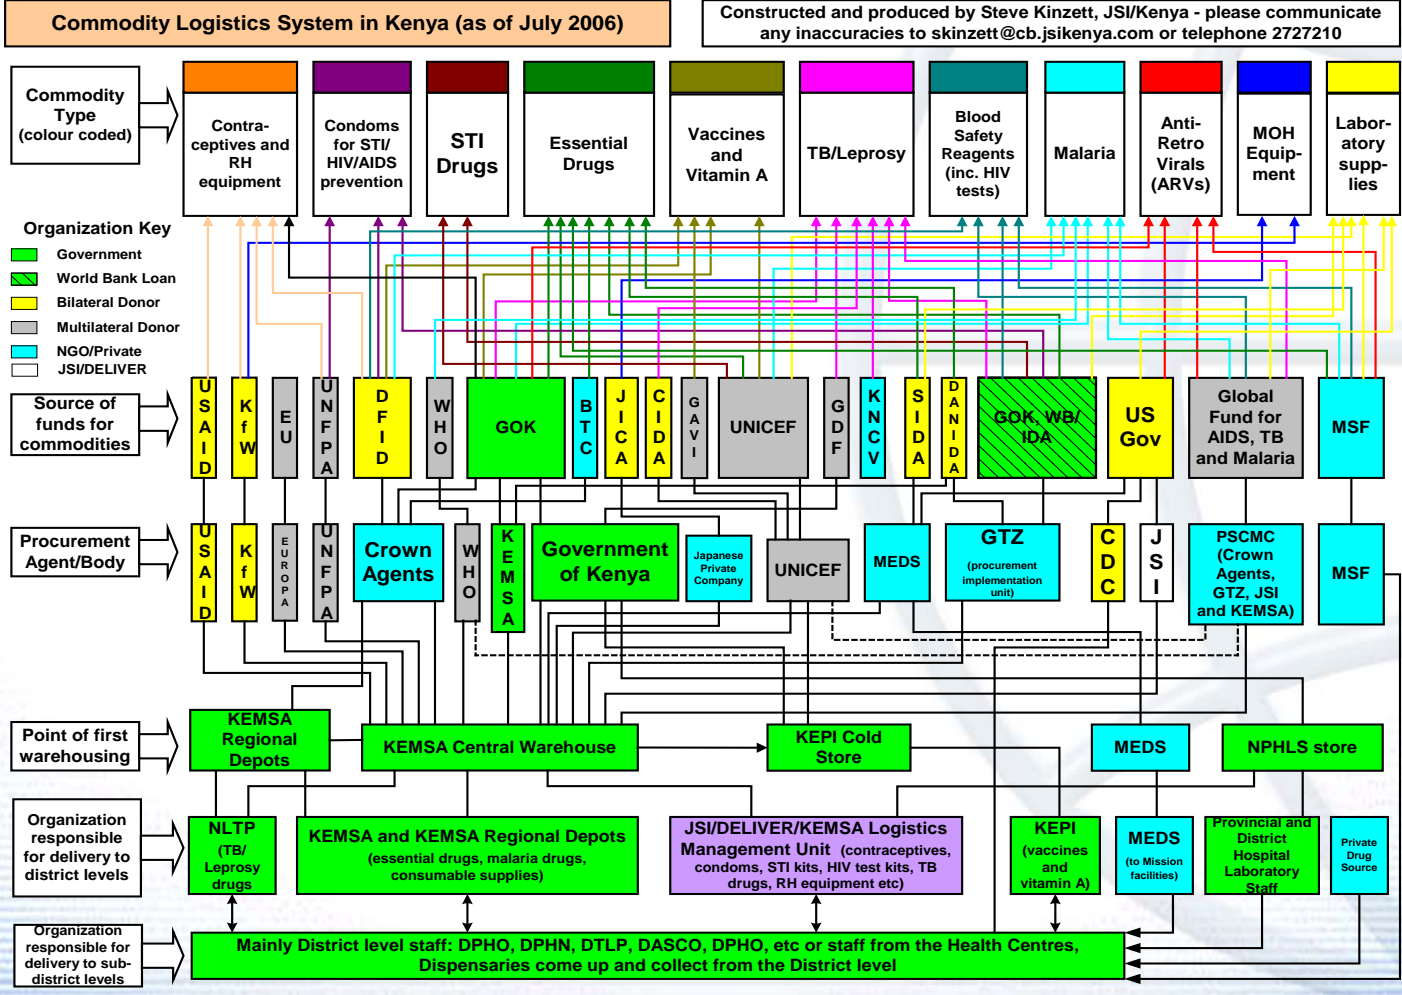 Commodity Logistics System in Kenya (as of July 2006)
Constructed and produced by Steve Kinzett, JSI/Kenya - please communicate
any inaccuracies to skinzett@cb.jsikenya.com or telephone 2727210
Commodity
Type
(colour coded)
Contra-
ceptives and
RH
equipment
Condoms
for STI/
HIV/AIDS
prevention
STI
Drugs
Essential
Drugs
Vaccines
and
Vitamin A
TB/Leprosy
Blood
Safety
Reagents
(inc. HIV
tests)
Malaria
Anti-
Retro
Virals
(ARVs)
MOH
Equip-
ment
Labor-
atory
supp-
lies
Organization Key
Government
World Bank Loan
Bilateral Donor
Multilateral Donor
NGO/Private
JSI/DELIVER
Source of
funds for
commodities
USAID
KfW
EU
UNFPA
DFID
WHO
GOK
BTC
JICA
CIDA
GAVI
UNICEF
GDF
KNCV
SIDA
DANIDA
GOK, WB/
IDA
US
Gov
Global
Fund for
AIDS, TB
and Malaria
MSF
Procurement
Agent/Body
USAID
KfW
EUROPA
UNFPA
Crown
Agents
WHO
KEMSA
Government
of Kenya
Japanese
Private
Company
UNICEF
MEDS
GTZ
(procurement
implementation
unit)
CDC
JSI
PSCMC
(Crown
Agents,
GTZ, JSI
and KEMSA)
MSF
Point of first
warehousing
KEMSA
Regional
Depots
KEMSA Central Warehouse
KEPI Cold
Store
MEDS
NPHLS store
Organization
responsible
for delivery to
district levels
NLTP
(TB/
Leprosy
drugs
KEMSA and KEMSA Regional Depots
(essential drugs, malaria drugs,
consumable supplies)
JSI/DELIVER/KEMSA Logistics
Management Unit (contraceptives,
condoms, STI kits, HIV test kits, TB
drugs, RH equipment etc)
KEPI
(vaccines
and
vitamin A)
MEDS
(to Mission
facilities)
Provincial and
District
Hospital
Laboratory
Staff
Private
Drug
Source
Organization
responsible for
delivery to sub-
district levels
Mainly District level staff: DPHO, DPHN, DTLP, DASCO, DPHO, etc or staff from the Health Centres,
Dispensaries come up and collect from the District level